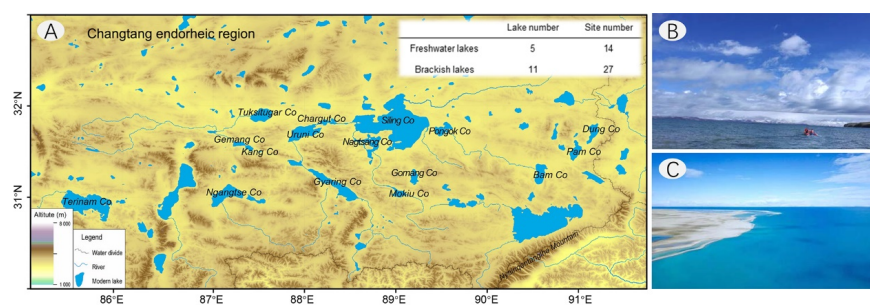 A
Changtang endorheic region
Lake number Site number
Freshwater lakes 5 14
Brackish lakes 11 27
B
C
32°N
31°N
Tuksitugar Co
Chargut Co
Siling Co
Uruni Co
Pongok Co
Dung Co
Gemang Co
Nagtsang Co
Kang Co
Pam Co
Gomang Co
Bam Co
Gyaring Co
Ngangtse Co
Mokiu Co
Terinam Co
Altitude (m)
1 000
Legend
Water divide
River
Modern lake
86°E 87°E 88°E 89°E 90°E 91°E